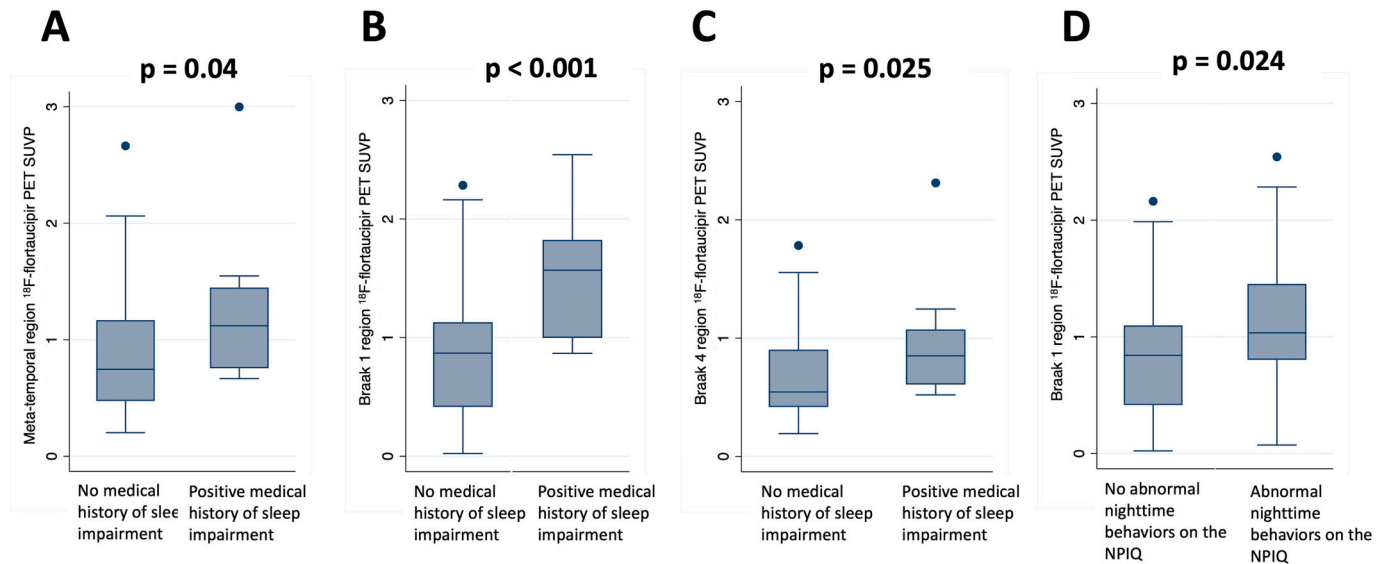 A
B
C
D
p = 0.04
p < 0.001
p = 0.025
p = 0.024
Meta-temporal region ¹⁸F-flortaucipir PET SUVP
3
2
1
0
No medical
history of slee
impairment
Positive medical
history of sleep
impairment
Braak 1 region ¹⁸F-flortaucipir PET SUVP
3
2
1
0
No medical
history of sleep
impairment
Positive medical
history of sleep
impairment
Braak 4 region ¹⁸F-flortaucipir PET SUVP
3
2
1
0
No medical
history of sleep
impairment
Positive medical
history of sleep
impairment
Braak 1 region ¹⁸F-flortaucipir PET SUVP
3
2
1
0
No abnormal
nighttime
behaviors on the
NPIQ
Abnormal
nighttime
behaviors on the
NPIQ